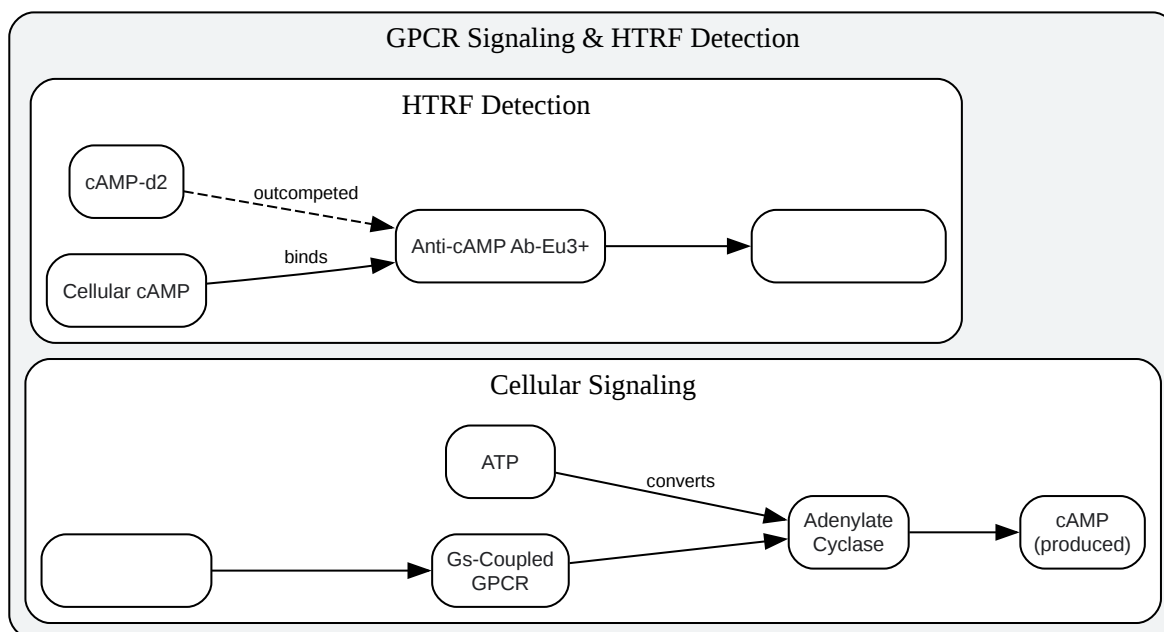 GPCR Signaling & HTRF Detection
HTRF Detection
cAMP-d2
outcompeted
Anti-cAMP Ab-Eu3+
binds
Cellular cAMP
Cellular Signaling
ATP
converts
Adenylate
Cyclase
cAMP
(produced)
Gs-Coupled
GPCR